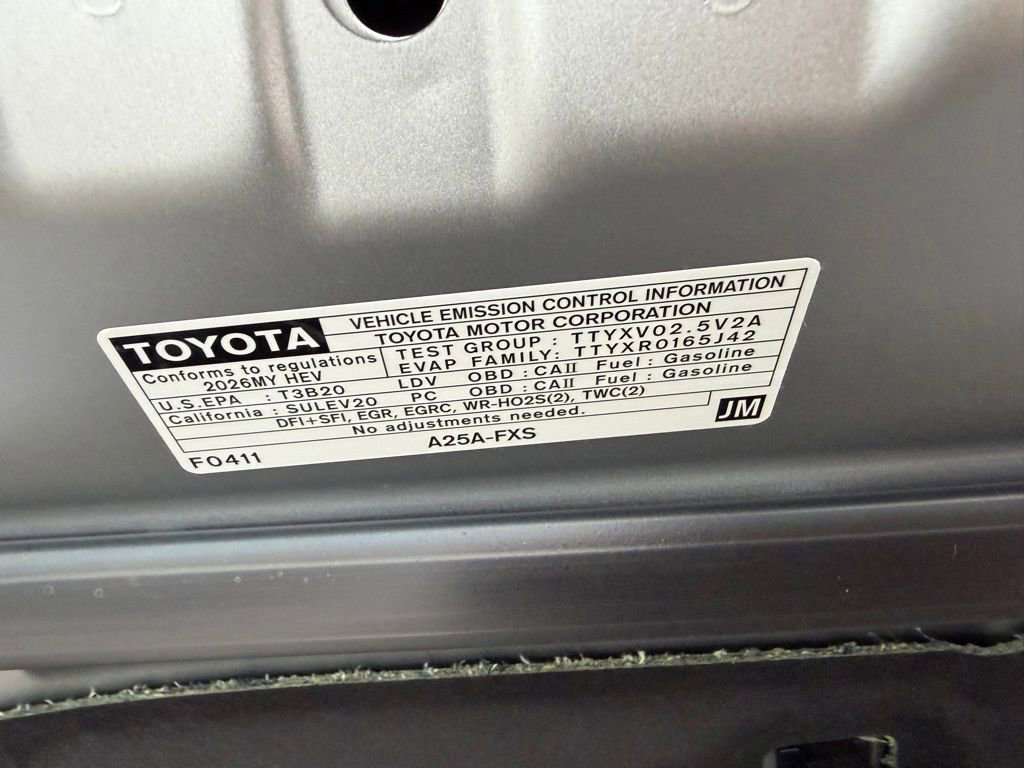 TOYOTA
VEHICLE EMISSION CONTROL INFORMATION
TOYOTA MOTOR CORPORATION
Conforms to regulations
2026MY HEV
TEST GROUP : TTYXV02.5V2A
EVAP FAMILY: TTYXR0165J42
U.S.EPA : T3B20 LDV OBD : CAII Fuel : Gasoline
California : SULEV20 PC OBD : CAII Fuel : Gasoline
DFI+SFI, EGR, EGRC, WR-HO2S(2), TWC(2)
No adjustments needed.
JM
F0411
A25A-FXS